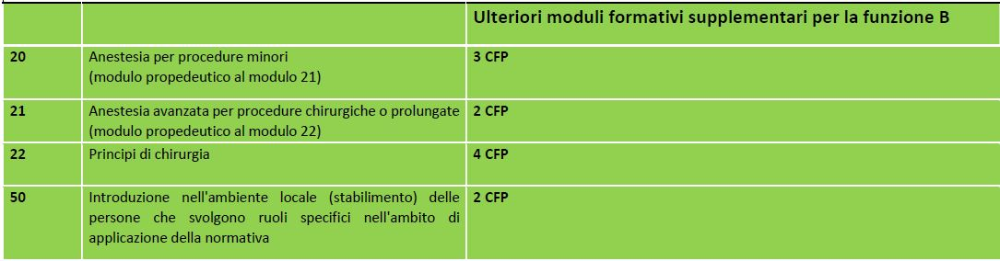 Ulteriori moduli formativi supplementari per la funzione B
20 Anestesia per procedure minori 3 CFP
(modulo propedeutico al modulo 21)
21 Anestesia avanzata per procedure chirurgiche o prolungate 2 CFP
(modulo propedeutico al modulo 22)
22 Principi di chirurgia 4 CFP
50 Introduzione nell'ambiente locale (stabilimento) delle 2 CFP
persone che svolgono ruoli specifici nell'ambito di
applicazione della normativa